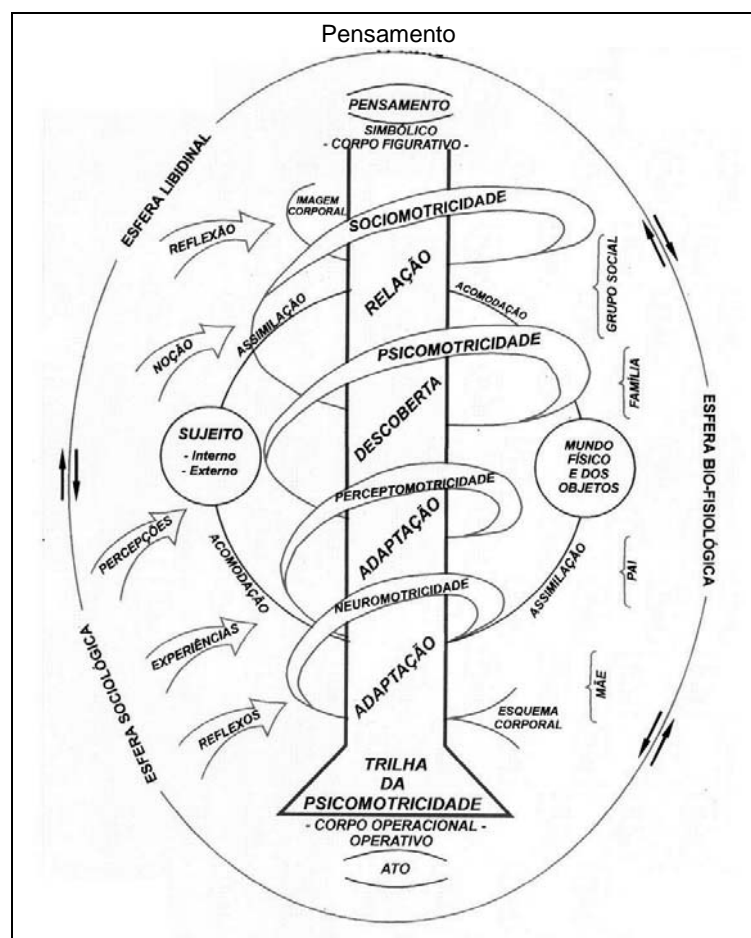 Pensamento
PENSAMENTO
SIMBÓLICO
- CORPO FIGURATIVO -
ESFERA LIBIDINAL
IMAGEM
CORPORAL
SOCIOMOTRICIDADE
REFLEXÃO
RELAÇÃO
GRUPO SOCIAL
ASSIMILAÇÃO
ACOMODAÇÃO
NOÇÃO
PSICOMOTRICIDADE
FAMÍLIA
DESCOBERTA
SUJEITO
- Interno
- Externo
MUNDO
FÍSICO
E DOS
OBJETOS
ESFERA BIO-FISIOLÓGICA
PERCEPTOMOTRICIDADE
PERCEPÇÕES
ADAPTAÇÃO
ACOMODAÇÃO
ASSIMILAÇÃO
PAI
NEUROMOTRICIDADE
EXPERIÊNCIAS
ESFERA SOCIOLÓGICA
ADAPTAÇÃO
MÃE
REFLEXOS
ESQUEMA
CORPORAL
TRILHA
DA
PSICOMOTRICIDADE
- CORPO OPERACIONAL -
OPERATIVO
ATO